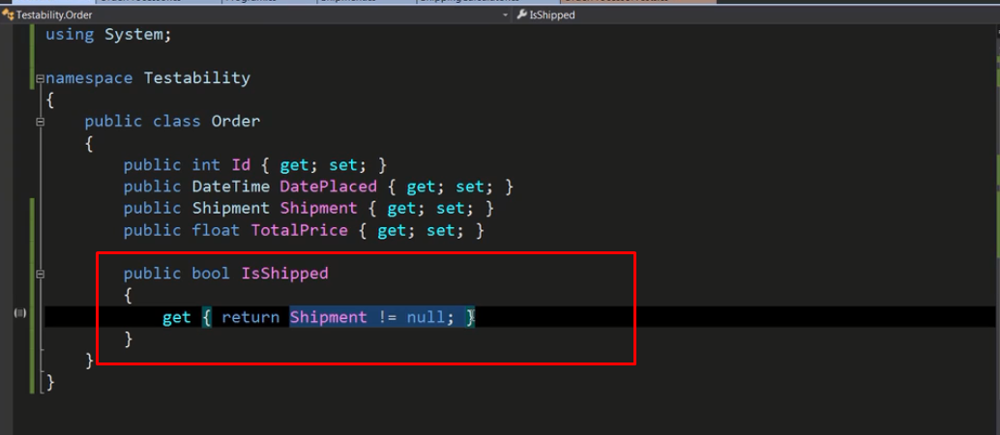 Testability.Order
IsShipped
using System;
namespace Testability
{
public class Order
{
public int Id { get; set; }
public DateTime DatePlaced { get; set; }
public Shipment Shipment { get; set; }
public float TotalPrice { get; set; }
public bool IsShipped
{
get { return Shipment != null; }
}
}
}